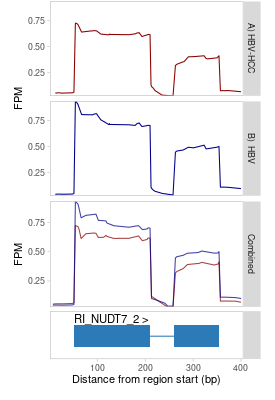 0.75
0.50
0.25
FPM
A) HBV-HCC
0.75
0.50
0.25
B) HBV
0.75
0.50
0.25
FPM
Combined
RI_NUDT7_2 >
100
200
300
400
Distance from region start (bp)